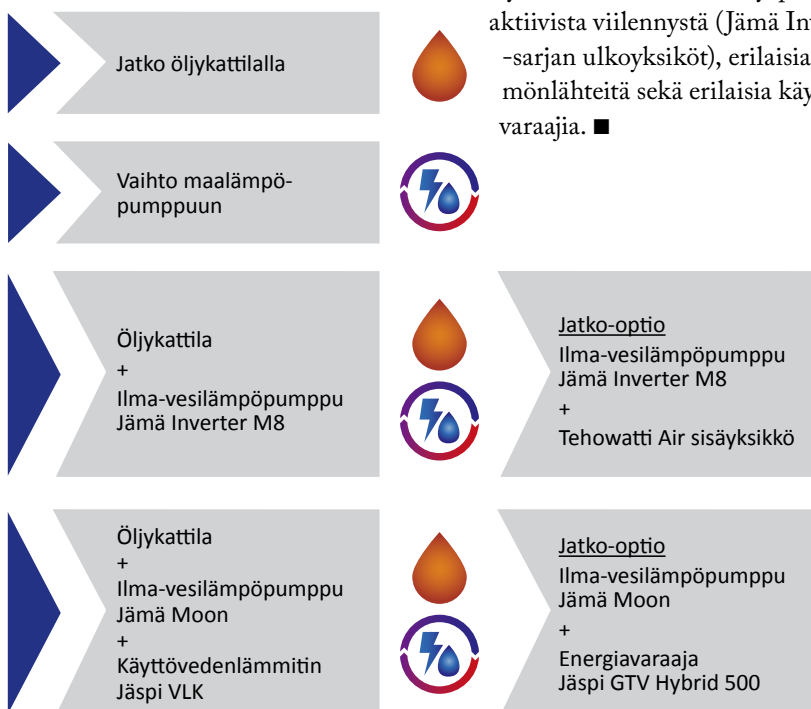 aktiivista viilennystä (Jämä
-sarjan ulkoyksiköt), erilaisia
mönlähteitä sekä erilaisia
varaajia. ■
Jatko öljykattilalla
Vaihto maalämpö-
pumppuun
Öljykattila
+
Ilma-vesilämpöpumppu
Jämä Inverter M8
Jatko-optio
Ilma-vesilämpöpumppu
Jämä Inverter M8
+
Tehowatti Air sisäyksikkö
Öljykattila
+
Ilma-vesilämpöpumppu
Jämä Moon
+
Käyttövedenlämmitin
Jäspi VLK
Jatko-optio
Ilma-vesilämpöpumppu
Jämä Moon
+
Energiavaraaja
Jäspi GTV Hybrid 500